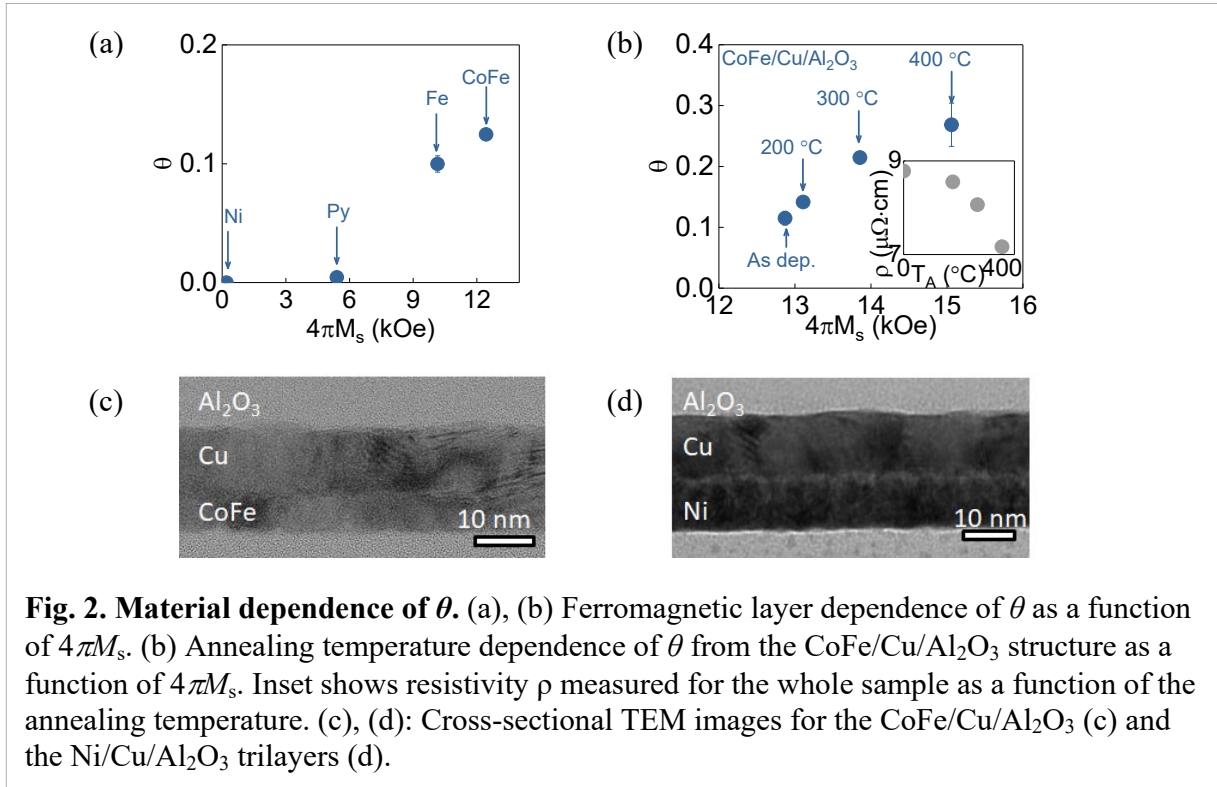 (a)
0.2
0.1
0.0
θ
Ni
Py
Fe
CoFe
0 3 6 9 12
4πMₛ (kOe)
(b)
0.4
0.3
0.2
0.1
0.0
θ
CoFe/Cu/Al₂O₃
400 °C
300 °C
200 °C
As dep.
9
7
ρ (μΩ·cm)
0 400
T_A (°C)
12 13 14 15 16
4πMₛ (kOe)
(c)
Al₂O₃
Cu
CoFe
10 nm
(d)
Al₂O₃
Cu
Ni
10 nm
Fig. 2. Material dependence of θ. (a), (b) Ferromagnetic layer dependence of θ as a function
of 4πMₛ. (b) Annealing temperature dependence of θ from the CoFe/Cu/Al₂O₃ structure as a
function of 4πMₛ. Inset shows resistivity ρ measured for the whole sample as a function of the
annealing temperature. (c), (d): Cross-sectional TEM images for the CoFe/Cu/Al₂O₃ (c) and
the Ni/Cu/Al₂O₃ trilayers (d).